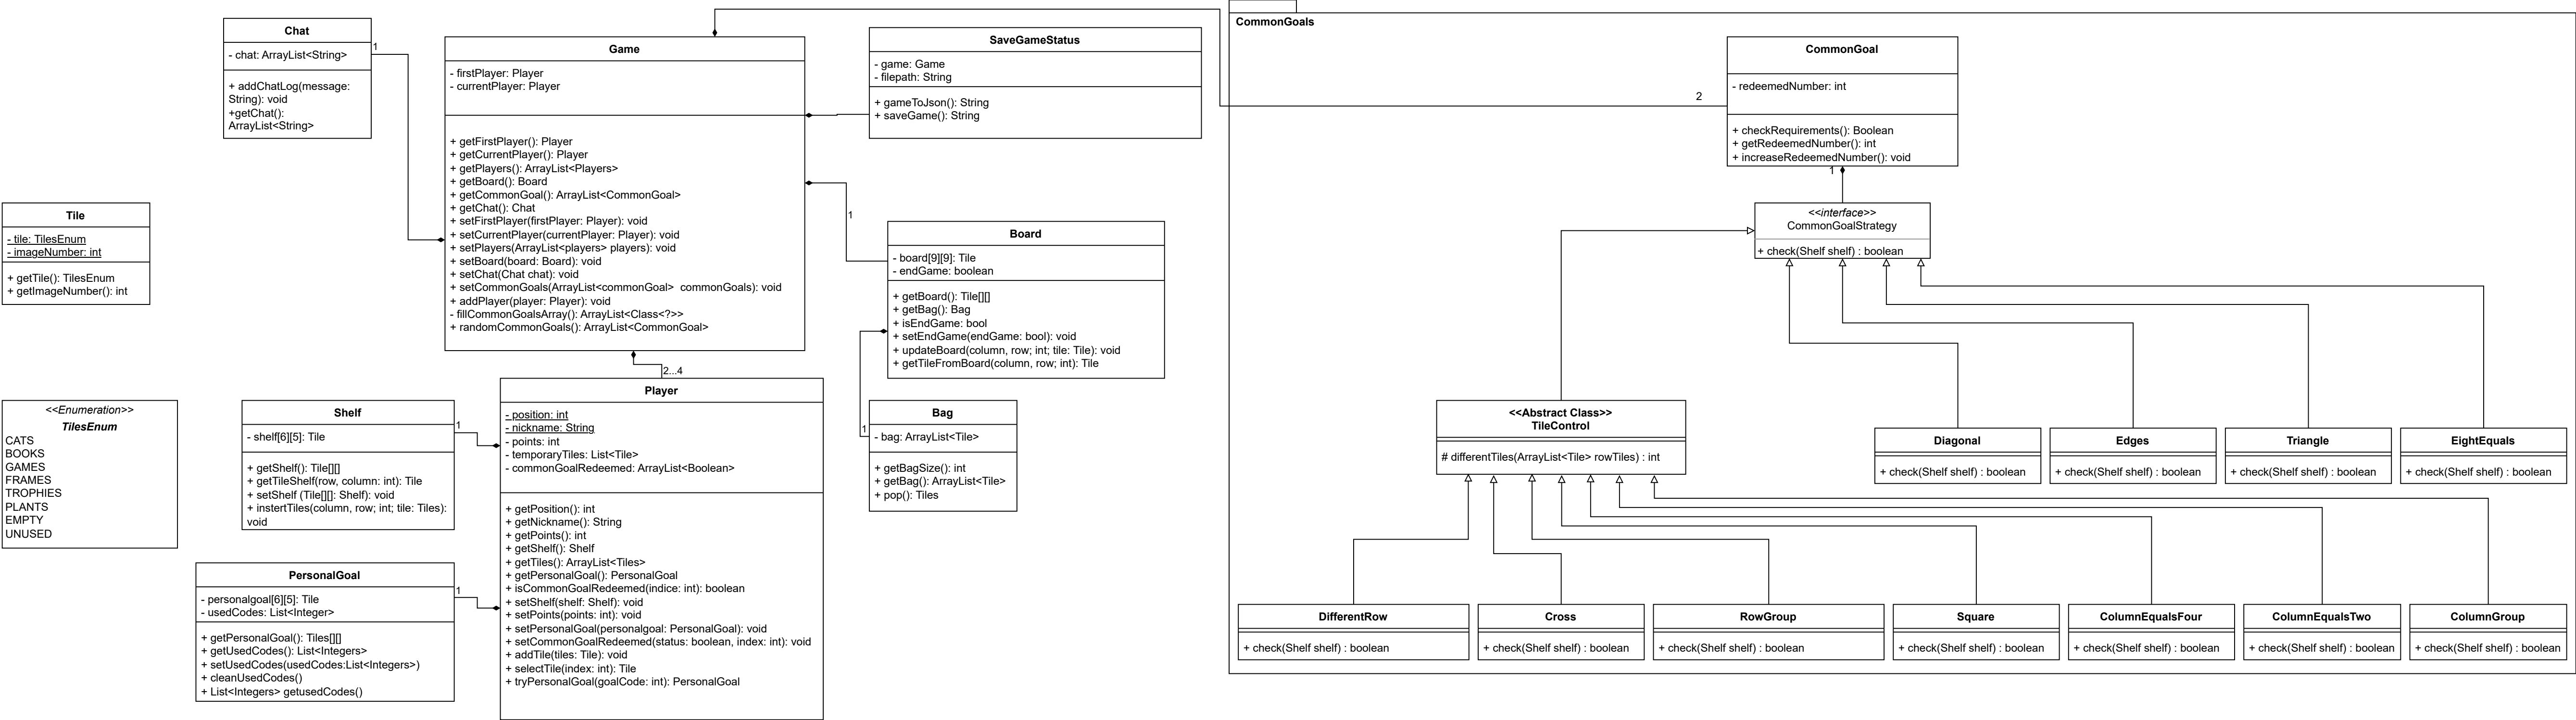 Chat
- chat: ArrayList<String>
+ addChatLog(message:
String): void
+getChat():
ArrayList<String>
1
Game
- firstPlayer: Player
- currentPlayer: Player
+ getFirstPlayer(): Player
+ getCurrentPlayer(): Player
+ getPlayers(): ArrayList<Players>
+ getBoard(): Board
+ getCommonGoal(): ArrayList<CommonGoal>
+ getChat(): Chat
+ setFirstPlayer(firstPlayer: Player): void
+ setCurrentPlayer(currentPlayer: Player): void
+ setPlayers(ArrayList<players> players): void
+ setBoard(board: Board): void
+ setChat(Chat chat): void
+ setCommonGoals(ArrayList<commonGoal>  commonGoals): void
+ addPlayer(player: Player): void
- fillCommonGoalsArray(): ArrayList<Class<?>>
+ randomCommonGoals(): ArrayList<CommonGoal>
SaveGameStatus
- game: Game
- filepath: String
+ gameToJson(): String
+ saveGame(): String
Tile
- tile: TilesEnum
- imageNumber: int
+ getTile(): TilesEnum
+ getImageNumber(): int
1
Board
- board[9][9]: Tile
- endGame: boolean
+ getBoard(): Tile[][]
+ getBag(): Bag
+ isEndGame: bool
+ setEndGame(endGame: bool): void
+ updateBoard(column, row; int; tile: Tile): void
+ getTileFromBoard(column, row; int): Tile
2...4
<<Enumeration>>
TilesEnum
CATS
BOOKS
GAMES
FRAMES
TROPHIES
PLANTS
EMPTY
UNUSED
Shelf
- shelf[6][5]: Tile
+ getShelf(): Tile[][]
+ getTileShelf(row, column: int): Tile
+ setShelf (Tile[][]: Shelf): void
+ instertTiles(column, row; int; tile: Tiles):
void
1
Player
- position: int
- nickname: String
- points: int
- temporaryTiles: List<Tile>
- commonGoalRedeemed: ArrayList<Boolean>
+ getPosition(): int
+ getNickname(): String
+ getPoints(): int
+ getShelf(): Shelf
+ getTiles(): ArrayList<Tiles>
+ getPersonalGoal(): PersonalGoal
+ isCommonGoalRedeemed(indice: int): boolean
+ setShelf(shelf: Shelf): void
+ setPoints(points: int): void
+ setPersonalGoal(personalgoal: PersonalGoal): void
+ setCommonGoalRedeemed(status: boolean, index: int): void
+ addTile(tiles: Tile): void
+ selectTile(index: int): Tile
+ tryPersonalGoal(goalCode: int): PersonalGoal
1
Bag
- bag: ArrayList<Tile>
+ getBagSize(): int
+ getBag(): ArrayList<Tile>
+ pop(): Tiles
PersonalGoal
- personalgoal[6][5]: Tile
- usedCodes: List<Integer>
+ getPersonalGoal(): Tiles[][]
+ getUsedCodes(): List<Integers>
+ setUsedCodes(usedCodes:List<Integers>)
+ cleanUsedCodes()
+ List<Integers> getusedCodes()
1
CommonGoals
2
CommonGoal
- redeemedNumber: int
+ checkRequirements(): Boolean
+ getRedeemedNumber(): int
+ increaseRedeemedNumber(): void
1
<<interface>>
CommonGoalStrategy
+ check(Shelf shelf) : boolean
<<Abstract Class>>
TileControl
# differentTiles(ArrayList<Tile> rowTiles) : int
Diagonal
+ check(Shelf shelf) : boolean
Edges
+ check(Shelf shelf) : boolean
Triangle
+ check(Shelf shelf) : boolean
EightEquals
+ check(Shelf shelf) : boolean
DifferentRow
+ check(Shelf shelf) : boolean
Cross
+ check(Shelf shelf) : boolean
RowGroup
+ check(Shelf shelf) : boolean
Square
+ check(Shelf shelf) : boolean
ColumnEqualsFour
+ check(Shelf shelf) : boolean
ColumnEqualsTwo
+ check(Shelf shelf) : boolean
ColumnGroup
+ check(Shelf shelf) : boolean